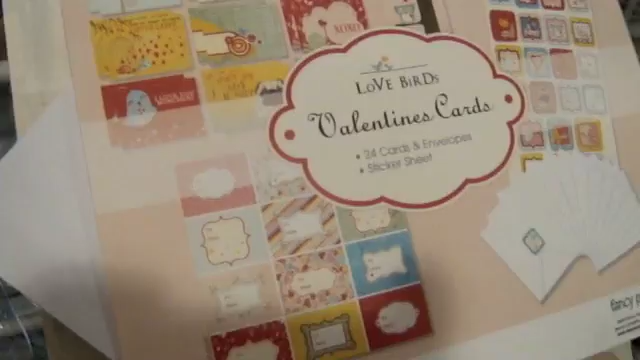 XOXO
LOVE BIRDS
Valentines Cards
• 24 Cards & Envelopes
• Sticker Sheet
fancy